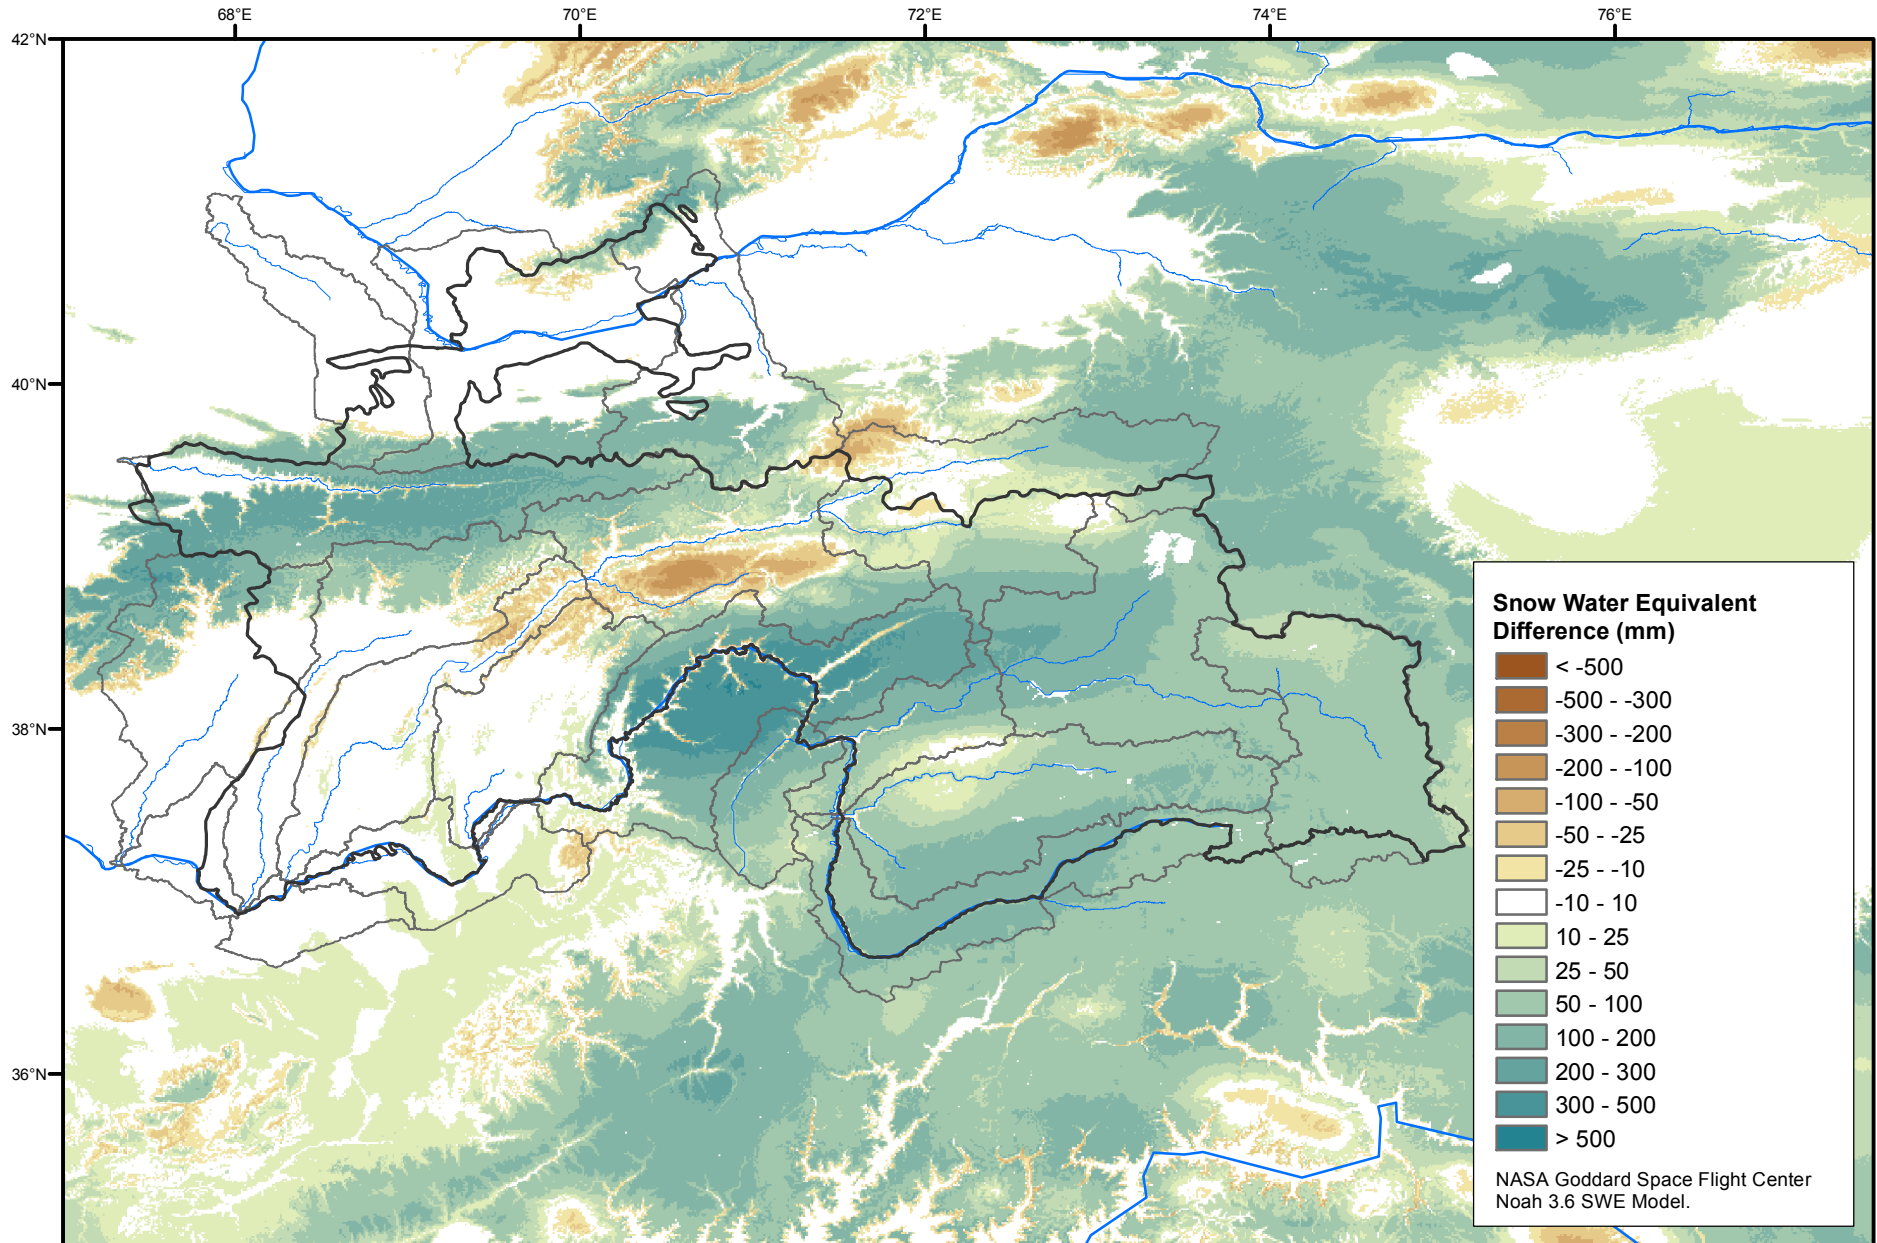 68°E 70°E 72°E 74°E 76°E
42°N
40°N
38°N
36°N
Snow Water Equivalent
Difference (mm)
< -500
-500 - -300
-300 - -200
-200 - -100
-100 - -50
-50 - -25
-25 - -10
-10 - 10
10 - 25
25 - 50
50 - 100
100 - 200
200 - 300
300 - 500
> 500
NASA Goddard Space Flight Center
Noah 3.6 SWE Model.